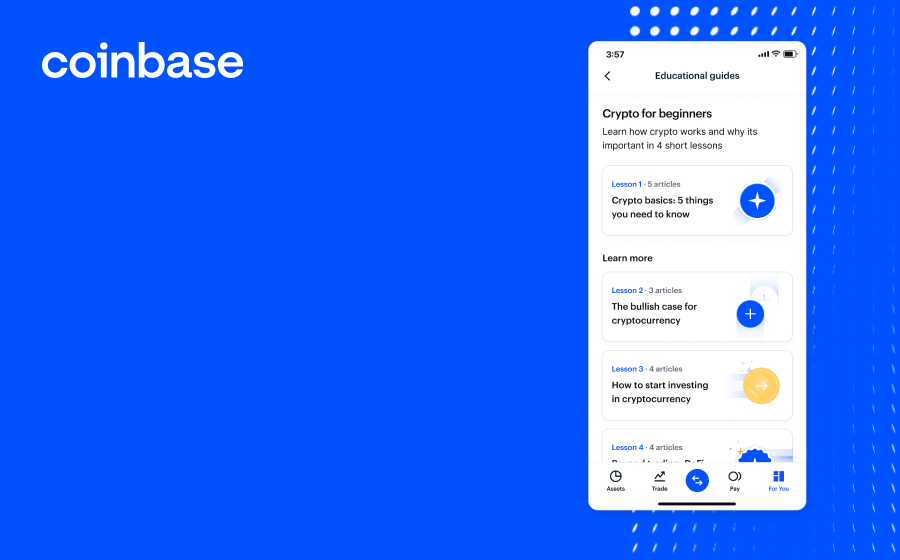 coinbase
3:57
Educational guides
Crypto for beginners
Learn how crypto works and why its
important in 4 short lessons
Lesson 1 · 5 articles
Crypto basics: 5 things
you need to know
Learn more
Lesson 2 · 3 articles
The bullish case for
cryptocurrency
Lesson 3 · 4 articles
How to start investing
in cryptocurrency
Lesson 4 · 4 articles
Assets
Trade
Pay
For You